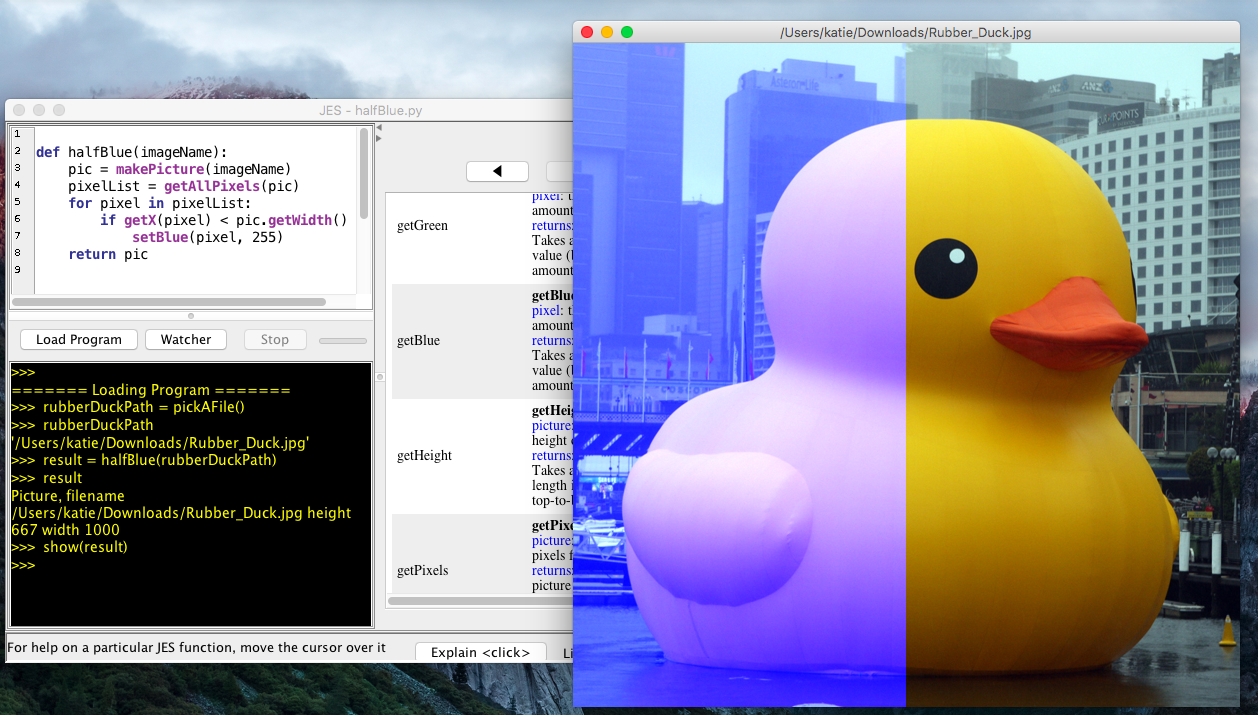 /Users/katie/Downloads/Rubber_Duck.jpg
JES - halfBlue.py
1
2 def halfBlue(imageName):
3 pic = makePicture(imageName)
4 pixelList = getAllPixels(pic)
5 for pixel in pixelList:
6 if getX(pixel) < pic.getWidth()
7 setBlue(pixel, 255)
8 return pic
9
Load Program Watcher Stop
>>>
======= Loading Program =======
>>> rubberDuckPath = pickAFile()
>>> rubberDuckPath
'/Users/katie/Downloads/Rubber_Duck.jpg'
>>> result = halfBlue(rubberDuckPath)
>>> result
Picture, filename
/Users/katie/Downloads/Rubber_Duck.jpg height
667 width 1000
>>> show(result)
>>>
For help on a particular JES function, move the cursor over it
Explain <click>
Li
pixel: t
amount
getGreen
returns:
Takes a
value (b
amount
getBlue
pixel: t
amount
getBlue
returns:
Takes a
value (b
amount
getHei
picture:
height o
getHeight
returns:
Takes a
length i
top-to-b
getPixe
picture:
pixels f
getPixels
returns:
picture
ANZ
ANZ
POINTS